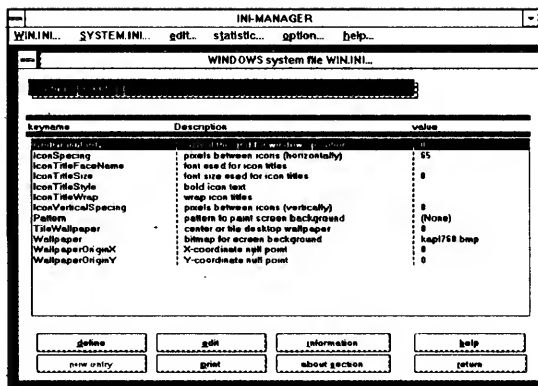 INI-MANAGER
WIN.INI... SYSTEM.INI... edit... statistic... option... help...
WINDOWS system file WIN.INI...
keyname Description value
IconSpacing pixels between icons (horizontally) 65
IconTitleFaceName font used for icon titles
IconTitleSize font size used for icon titles 8
IconTitleStyle bold icon text
IconTitleWrap wrap icon titles
IconVerticalSpacing pixels between icons (vertically) 0
Pattern pattern to paint screen background (None)
TileWallpaper center or tile desktop wallpaper 0
Wallpaper bitmap for screen background kapl768.bmp
WallpaperOriginX X-coordinate null point 0
WallpaperOriginY Y-coordinate null point 0
define edit information help
new entry print about section return